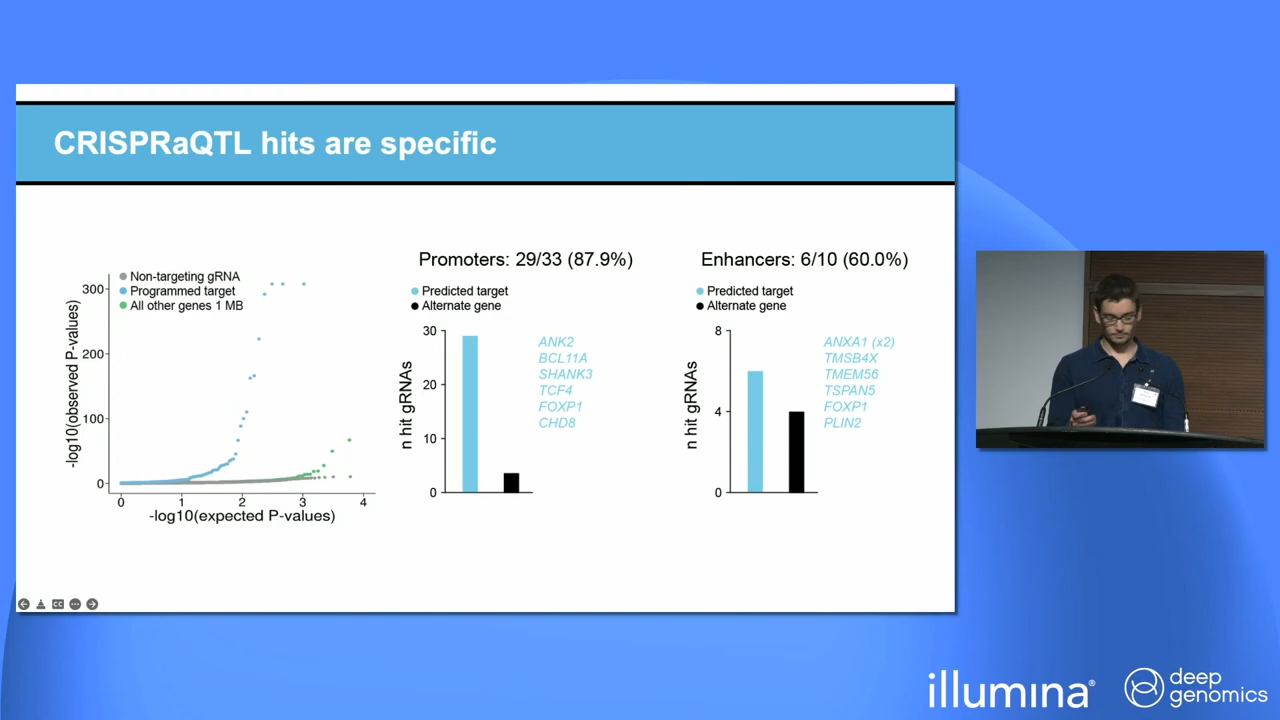 CRISPRaQTL hits are specific
Non-targeting gRNA
Programmed target
All other genes 1 MB
-log10(observed P-values)
300
200
100
0
0 1 2 3 4
-log10(expected P-values)
Promoters: 29/33 (87.9%)
Predicted target
Alternate gene
n hit gRNAs
30
20
10
0
ANK2
BCL11A
SHANK3
TCF4
FOXP1
CHD8
Enhancers: 6/10 (60.0%)
Predicted target
Alternate gene
n hit gRNAs
8
4
0
ANXA1 (x2)
TMSB4X
TMEM56
TSPAN5
FOXP1
PLIN2
CC
illumina®
deep
genomics